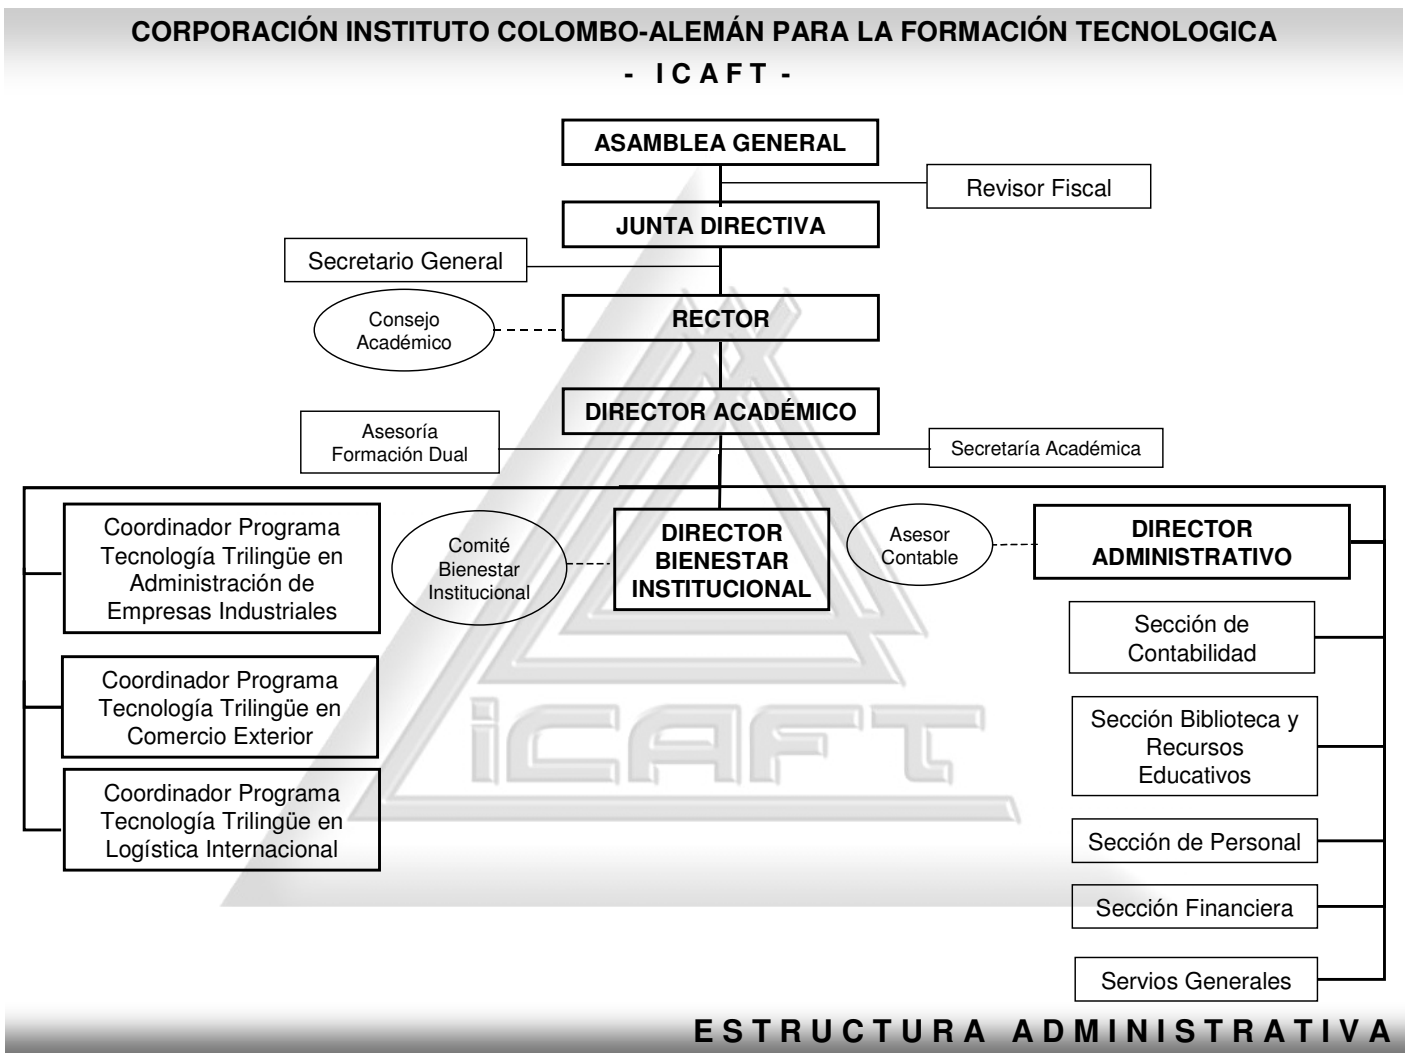 CORPORACIÓN INSTITUTO COLOMBO-ALEMÁN PARA LA FORMACIÓN TECNOLOGICA
- I C A F T -
ASAMBLEA GENERAL
Revisor Fiscal
JUNTA DIRECTIVA
Secretario General
Consejo
Académico
RECTOR
DIRECTOR ACADÉMICO
Asesoría
Formación Dual
Secretaría Académica
Coordinador Programa
Tecnología Trilingüe en
Administración de
Empresas Industriales
Comité
Bienestar
Institucional
DIRECTOR
BIENESTAR
INSTITUCIONAL
Asesor
Contable
DIRECTOR
ADMINISTRATIVO
Coordinador Programa
Tecnología Trilingüe en
Comercio Exterior
Coordinador Programa
Tecnología Trilingüe en
Logística Internacional
Sección de
Contabilidad
Sección Biblioteca y
Recursos
Educativos
Sección de Personal
Sección Financiera
Servios Generales
iCAFT
ESTRUCTURA ADMINISTRATIVA